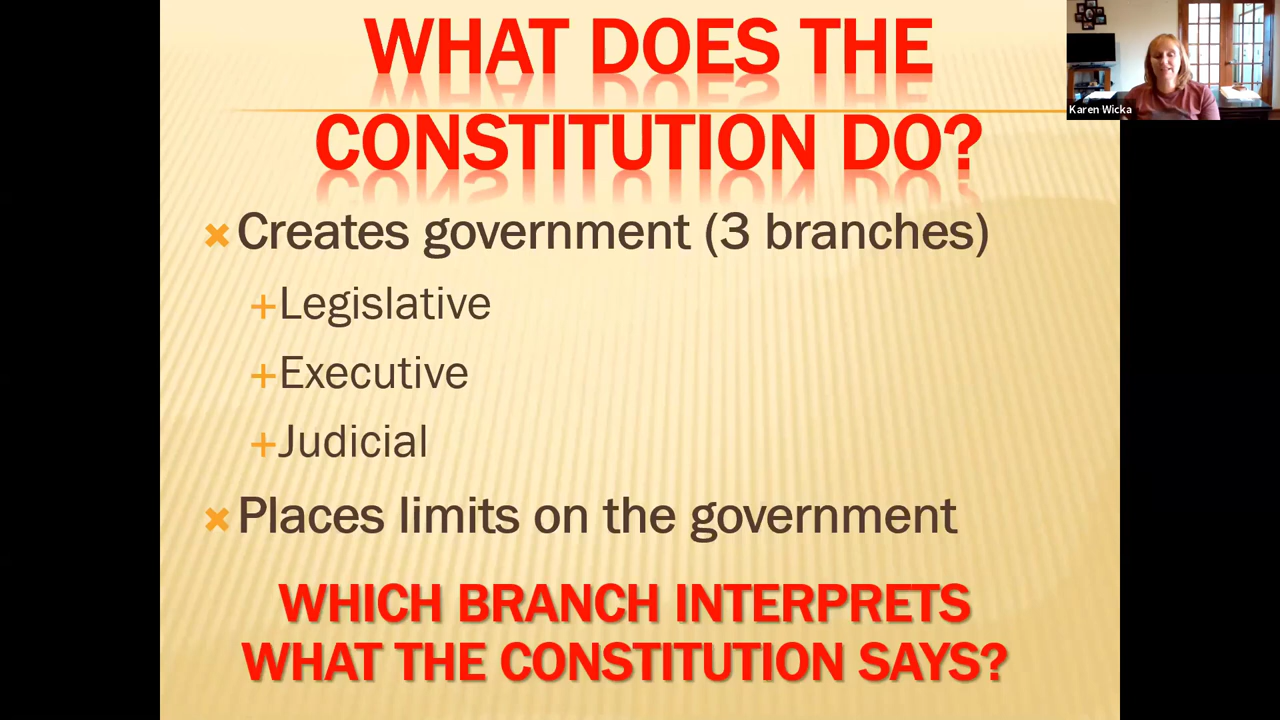 WHAT DOES THE
CONSTITUTION DO?
Karen Wicka
Creates government (3 branches)
Legislative
Executive
Judicial
Places limits on the government
WHICH BRANCH INTERPRETS
WHAT THE CONSTITUTION SAYS?